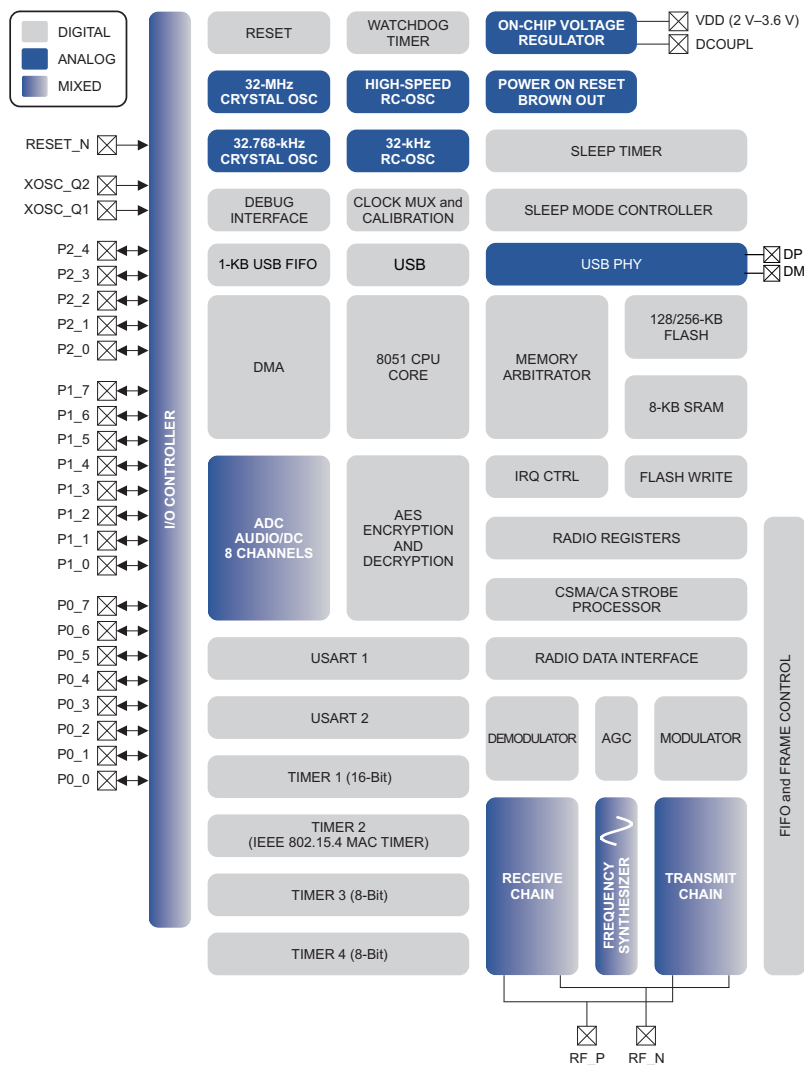 DIGITAL
ANALOG
MIXED
RESET_N
XOSC_Q2
XOSC_Q1
P2_4
P2_3
P2_2
P2_1
P2_0
P1_7
P1_6
P1_5
P1_4
P1_3
P1_2
P1_1
P1_0
P0_7
P0_6
P0_5
P0_4
P0_3
P0_2
P0_1
P0_0
I/O CONTROLLER
RESET
WATCHDOG
TIMER
ON-CHIP VOLTAGE
REGULATOR
VDD (2 V–3.6 V)
DCOUPL
32-MHz
CRYSTAL OSC
HIGH-SPEED
RC-OSC
POWER ON RESET
BROWN OUT
32.768-kHz
CRYSTAL OSC
32-kHz
RC-OSC
SLEEP TIMER
DEBUG
INTERFACE
CLOCK MUX and
CALIBRATION
SLEEP MODE CONTROLLER
1-KB USB FIFO
USB
USB PHY
DP
DM
DMA
8051 CPU
CORE
MEMORY
ARBITRATOR
128/256-KB
FLASH
8-KB SRAM
ADC
AUDIO/DC
8 CHANNELS
AES
ENCRYPTION
AND
DECRYPTION
IRQ CTRL
FLASH WRITE
RADIO REGISTERS
CSMA/CA STROBE
PROCESSOR
USART 1
RADIO DATA INTERFACE
USART 2
DEMODULATOR
AGC
MODULATOR
TIMER 1 (16-Bit)
TIMER 2
(IEEE 802.15.4 MAC TIMER)
TIMER 3 (8-Bit)
TIMER 4 (8-Bit)
RECEIVE
CHAIN
FREQUENCY
SYNTHESIZER
TRANSMIT
CHAIN
FIFO and FRAME CONTROL
RF_P
RF_N